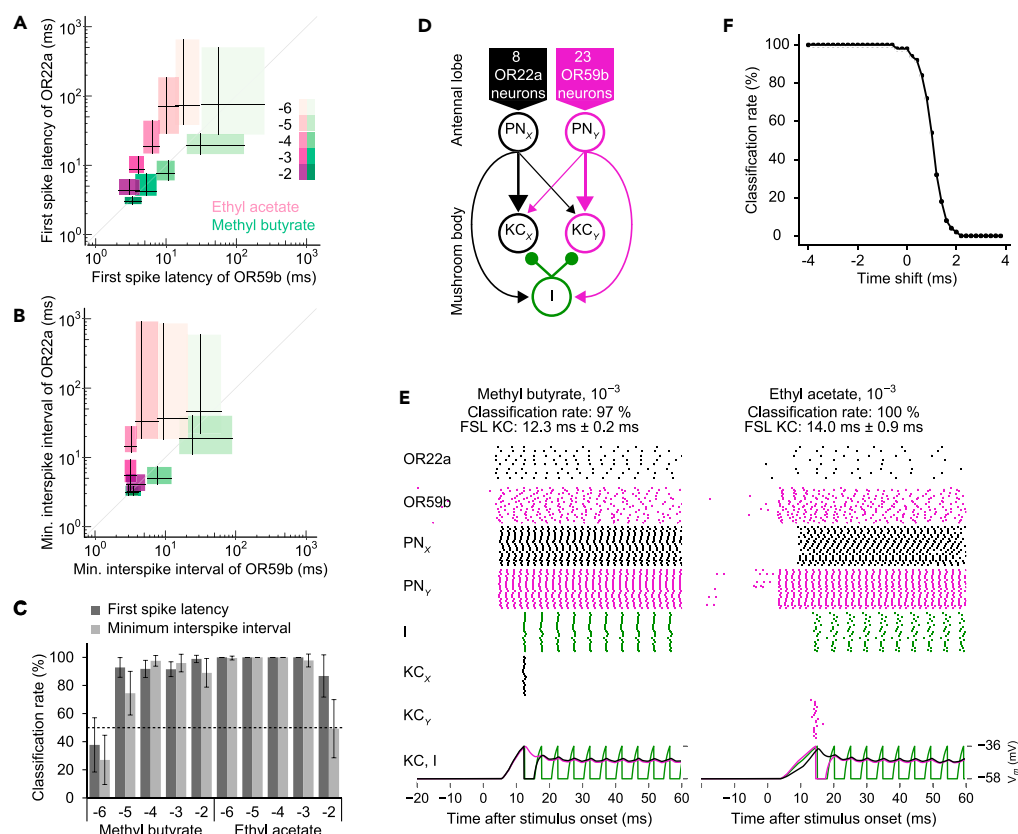 A
First spike latency of OR22a (ms)
10³
10²
10¹
10⁰
10⁰ 10¹ 10² 10³
First spike latency of OR59b (ms)
-6
-5
-4
-3
-2
Ethyl acetate
Methyl butyrate
B
Min. interspike interval of OR22a (ms)
10³
10²
10¹
10⁰
10⁰ 10¹ 10² 10³
Min. interspike interval of OR59b (ms)
C
First spike latency
Minimum interspike interval
Classification rate (%)
100
80
60
40
20
0
-6 -5 -4 -3 -2 -6 -5 -4 -3 -2
Methyl butyrate Ethyl acetate
D
Antennal lobe
Mushroom body
8 OR22a neurons
23 OR59b neurons
PNX PNY
KCX KCY
I
E
Methyl butyrate, 10⁻³
Classification rate: 97 %
FSL KC: 12.3 ms ± 0.2 ms
Ethyl acetate, 10⁻³
Classification rate: 100 %
FSL KC: 14.0 ms ± 0.9 ms
OR22a
OR59b
PNX
PNY
I
KCX
KCY
KC, I
−36
−58
Vm (mV)
−20 −10 0 10 20 30 40 50 60
Time after stimulus onset (ms)
−10 0 10 20 30 40 50 60
Time after stimulus onset (ms)
F
Classification rate (%)
100
80
60
40
20
0
-4 -2 0 2 4
Time shift (ms)